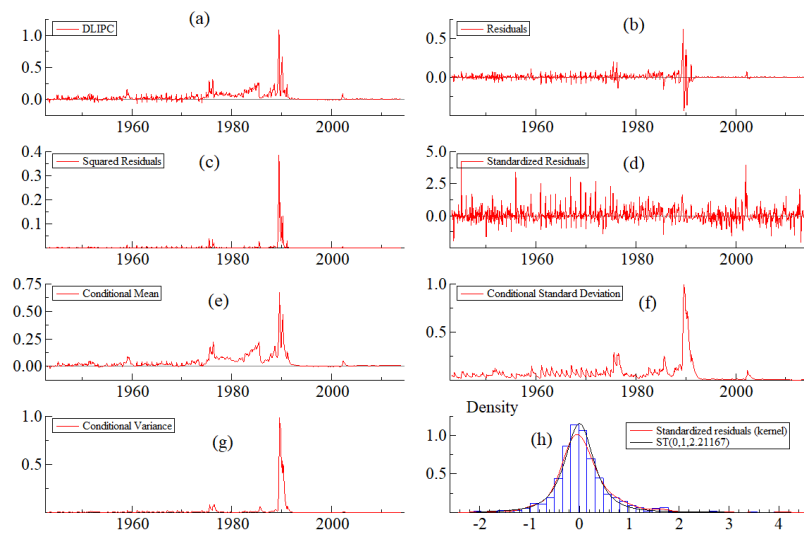 (a)
DLIPC
1.0
0.5
0.0
1960 1980 2000
(b)
Residuals
0.5
0.0
1960 1980 2000
(c)
Squared Residuals
0.4
0.3
0.2
0.1
1960 1980 2000
(d)
Standardized Residuals
5.0
2.5
0.0
1960 1980 2000
(e)
Conditional Mean
0.75
0.50
0.25
0.00
1960 1980 2000
(f)
Conditional Standard Deviation
1.0
0.5
1960 1980 2000
(g)
Conditional Variance
1.0
0.5
1960 1980 2000
Density
(h)
Standardized residuals (kernel)
ST(0,1,2.21167)
1.0
0.5
-2 -1 0 1 2 3 4